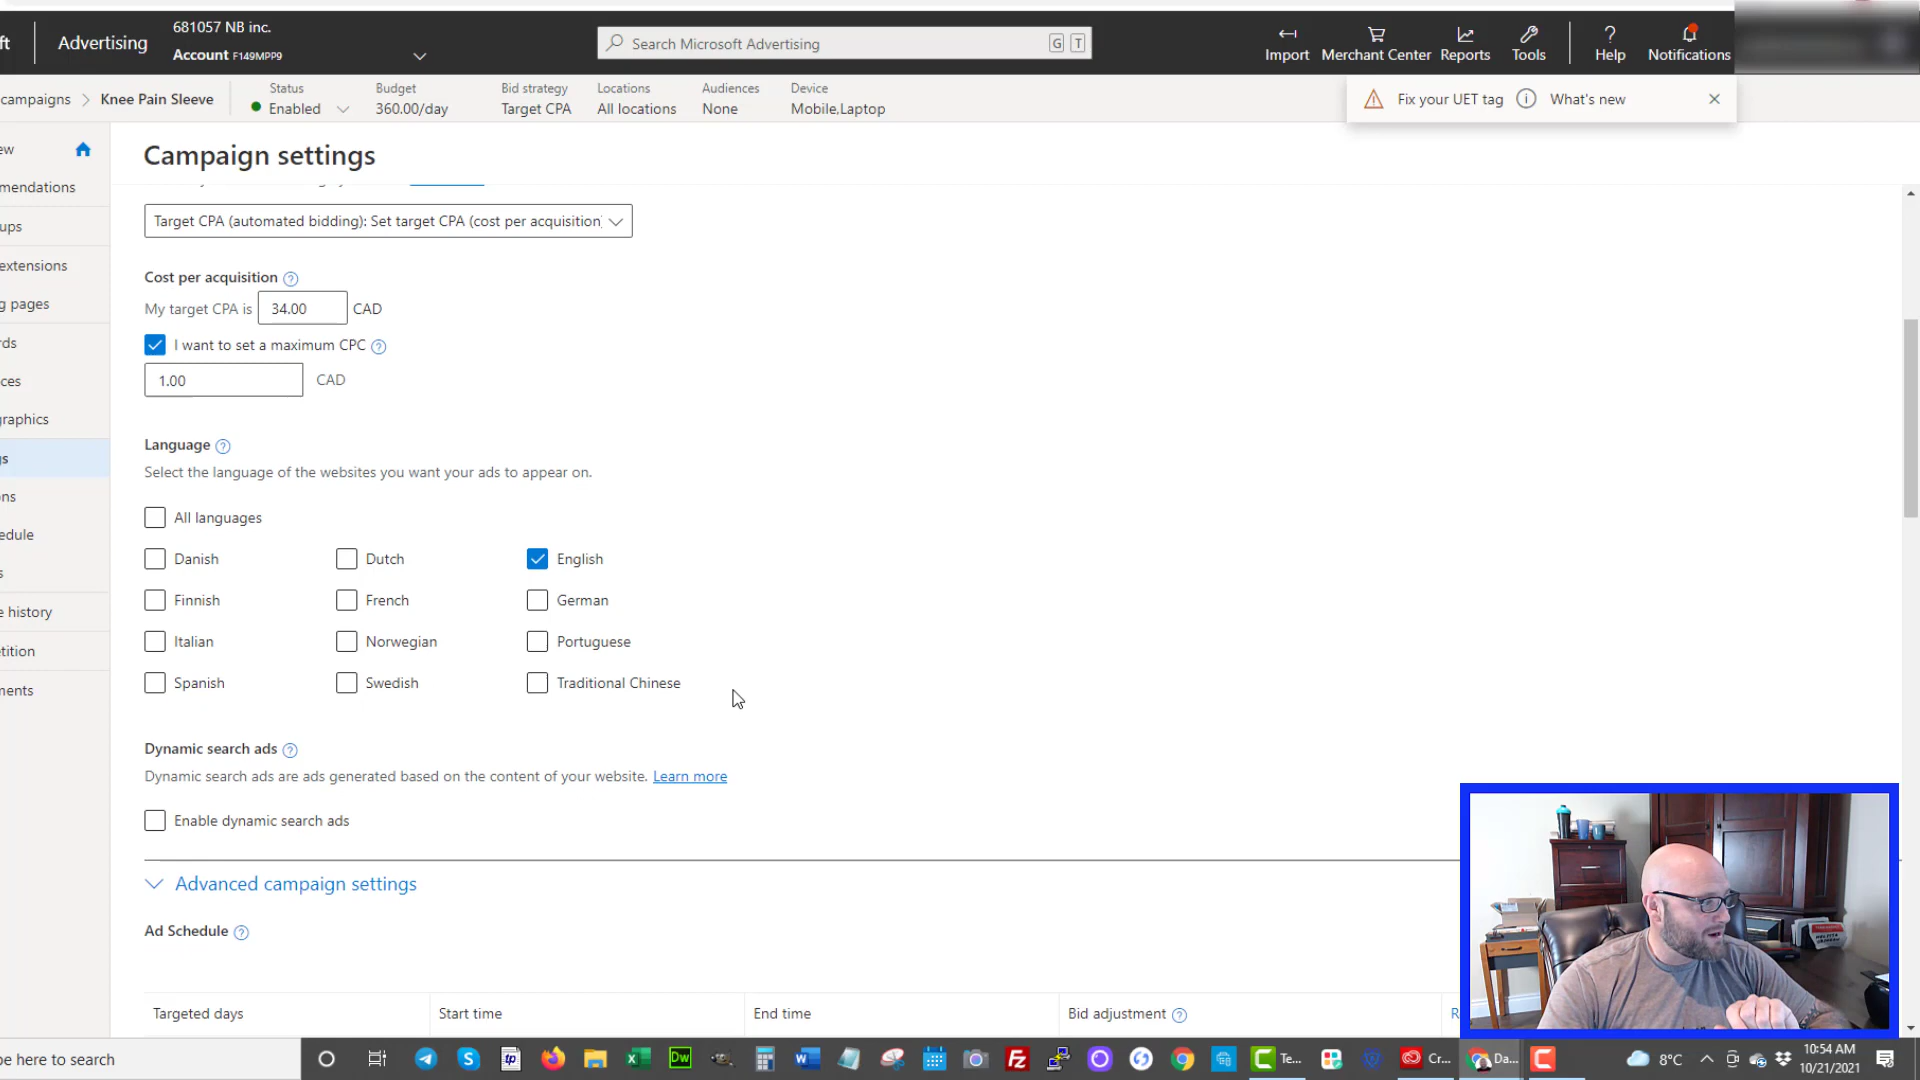 ft
Advertising
681057 NB inc.
Account F149MPP9
Search Microsoft Advertising
G T
Import
Merchant Center
Reports
Tools
Help
Notifications
campaigns
Knee Pain Sleeve
Status
Enabled
Budget
360.00/day
Bid strategy
Target CPA
Locations
All locations
Audiences
None
Device
Mobile,Laptop
Fix your UET tag
What's new
ew
mendations
ups
extensions
g pages
rds
ces
graphics
gs
ons
edule
s
e history
etition
ments
Campaign settings
Target CPA (automated bidding): Set target CPA (cost per acquisition)
Cost per acquisition
My target CPA is 34.00 CAD
I want to set a maximum CPC
1.00 CAD
Language
Select the language of the websites you want your ads to appear on.
All languages
Danish Dutch English
Finnish French German
Italian Norwegian Portuguese
Spanish Swedish Traditional Chinese
Dynamic search ads
Dynamic search ads are ads generated based on the content of your website. Learn more
Enable dynamic search ads
Advanced campaign settings
Ad Schedule
Targeted days Start time End time Bid adjustment R
pe here to search
tp
Dw
Te...
Cr...
Da...
8°C
10:54 AM
10/21/2021